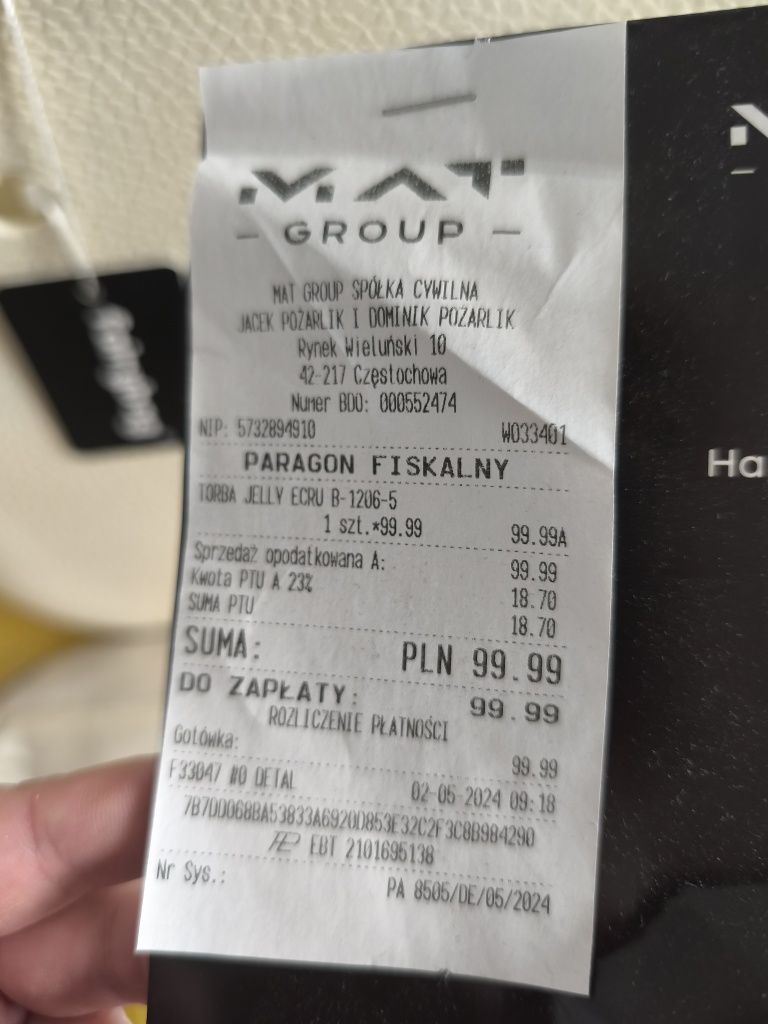 MAT
- GROUP -
MAT GROUP SPÓŁKA CYWILNA
JACEK POŻARLIK I DOMINIK POŻARLIK
Rynek Wieluński 10
42-217 Częstochowa
Numer BDO: 000552474
NIP: 5732894910 W033401
PARAGON FISKALNY
TORBA JELLY ECRU B-1206-5
1 szt.*99.99 99.99A
Sprzedaż opodatkowana A: 99.99
Kwota PTU A 23% 18.70
SUMA PTU 18.70
SUMA: PLN 99.99
DO ZAPŁATY: 99.99
ROZLICZENIE PŁATNOŚCI
Gotówka: 99.99
F33047 #0 DETAL 02-05-2024 09:18
7B7DD068BA53833A6920D853E32C2F3C8B984290
EBT 2101695138
Nr Sys.: PA 8505/DE/05/2024
Ha